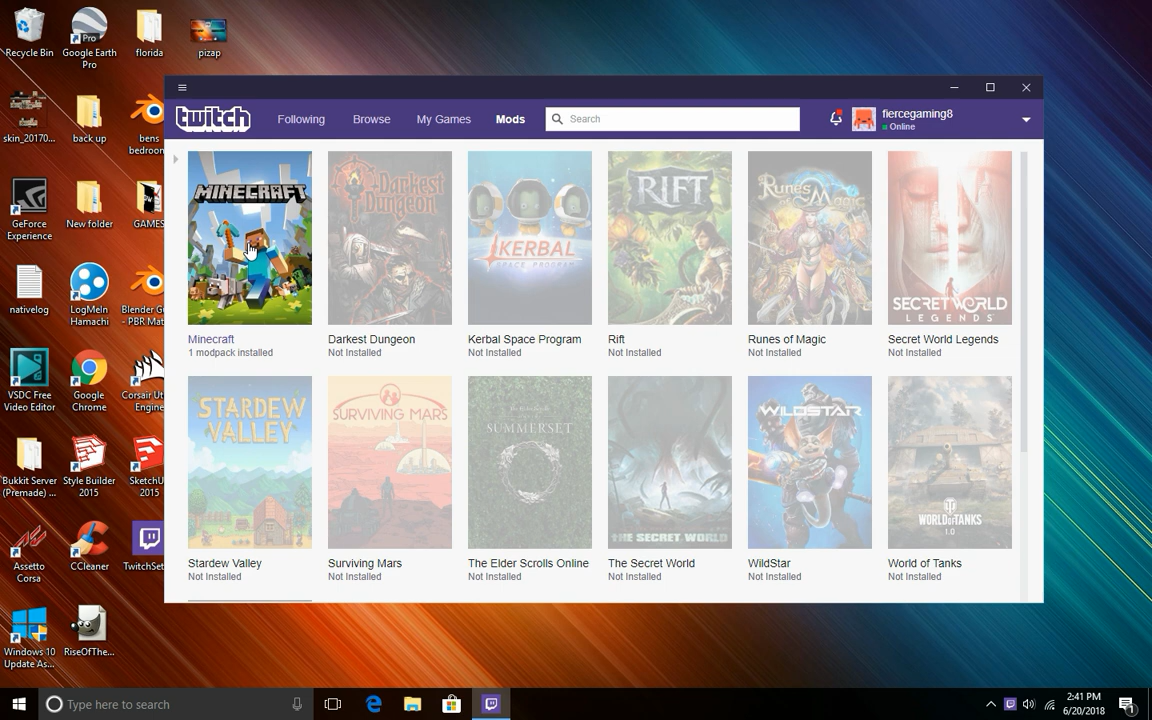 Recycle Bin
Google Earth
Pro
florida
pizap
skin_20170...
back up
bens
bedroom
GeForce
Experience
New folder
GAMES
nativelog
LogMeIn
Hamachi
Blender Gu
- PBR Mat
VSDC Free
Video Editor
Google
Chrome
Corsair Ut
Engine
Bukkit Server
(Premade) ...
Style Builder
2015
SketchU
2015
Assetto
Corsa
CCleaner
TwitchSet
Windows 10
Update As...
RiseOfThe...
twitch
Following
Browse
My Games
Mods
Search
fiercegaming8
Online
MINECRAFT
Darkest Dungeon
KERBAL
SPACE PROGRAM
RIFT
Runes of Magic
SECRET WORLD
LEGENDS
Minecraft
1 modpack installed
Darkest Dungeon
Not Installed
Kerbal Space Program
Not Installed
Rift
Not Installed
Runes of Magic
Not Installed
Secret World Legends
Not Installed
STARDEW
VALLEY
SURVIVING MARS
SUMMERSET
THE SECRET WORLD
WILDSTAR
WORLD OF TANKS
1.0
Stardew Valley
Not Installed
Surviving Mars
Not Installed
The Elder Scrolls Online
Not Installed
The Secret World
Not Installed
WildStar
Not Installed
World of Tanks
Not Installed
Type here to search
2:41 PM
6/20/2018
1